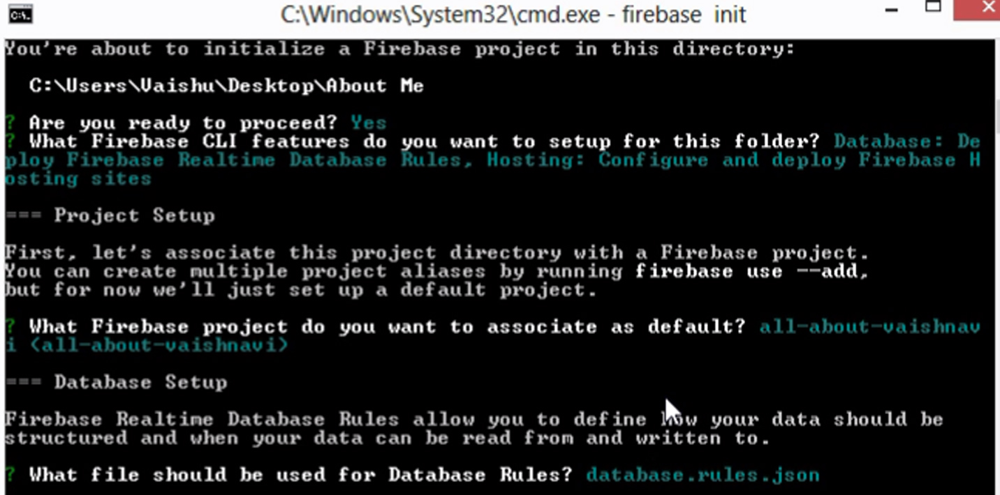 C:\Windows\System32\cmd.exe - firebase init
You're about to initialize a Firebase project in this directory:
C:\Users\Vaishu\Desktop\About Me
? Are you ready to proceed? Yes
? What Firebase CLI features do you want to setup for this folder? Database: De
ploy Firebase Realtime Database Rules, Hosting: Configure and deploy Firebase H
osting sites
=== Project Setup
First, let's associate this project directory with a Firebase project.
You can create multiple project aliases by running firebase use --add,
but for now we'll just set up a default project.
? What Firebase project do you want to associate as default? all-about-vaishnav
i (all-about-vaishnavi)
=== Database Setup
Firebase Realtime Database Rules allow you to define how your data should be
structured and when your data can be read from and written to.
? What file should be used for Database Rules? database.rules.json